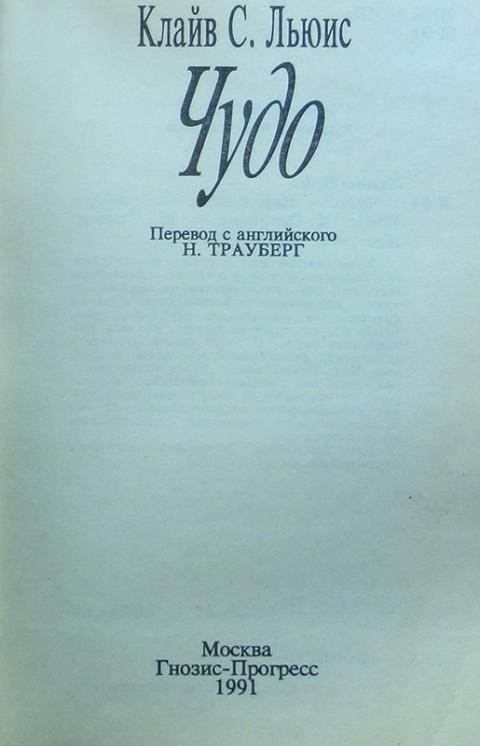 Клайв С. Льюис
Чудо
Перевод с английского
Н. ТРАУБЕРГ
Москва
Гнозис-Прогресс
1991